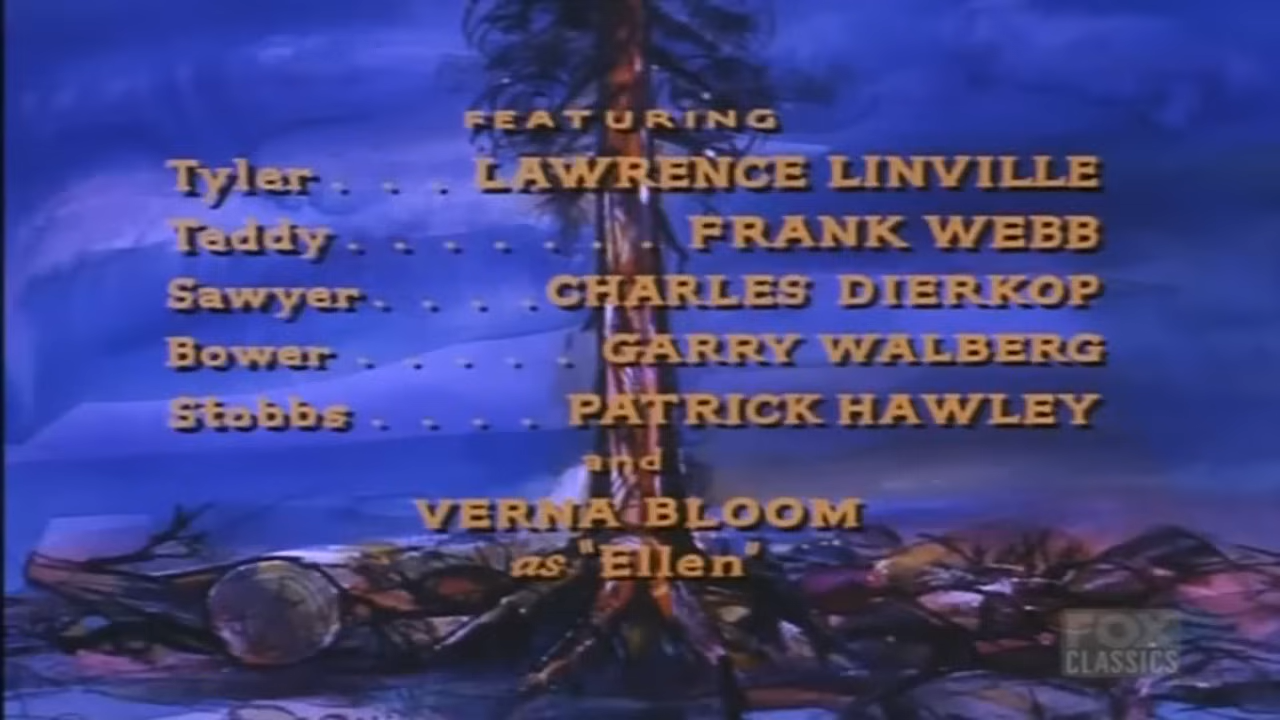 FEATURING
Tyler . . . LAWRENCE LINVILLE
Teddy . . . . . . . FRANK WEBB
Sawyer . . . . CHARLES DIERKOP
Bower . . . . . GARRY WALBERG
Stobbs . . . . PATRICK HAWLEY
and
VERNA BLOOM
as "Ellen"
FOX
CLASSICS